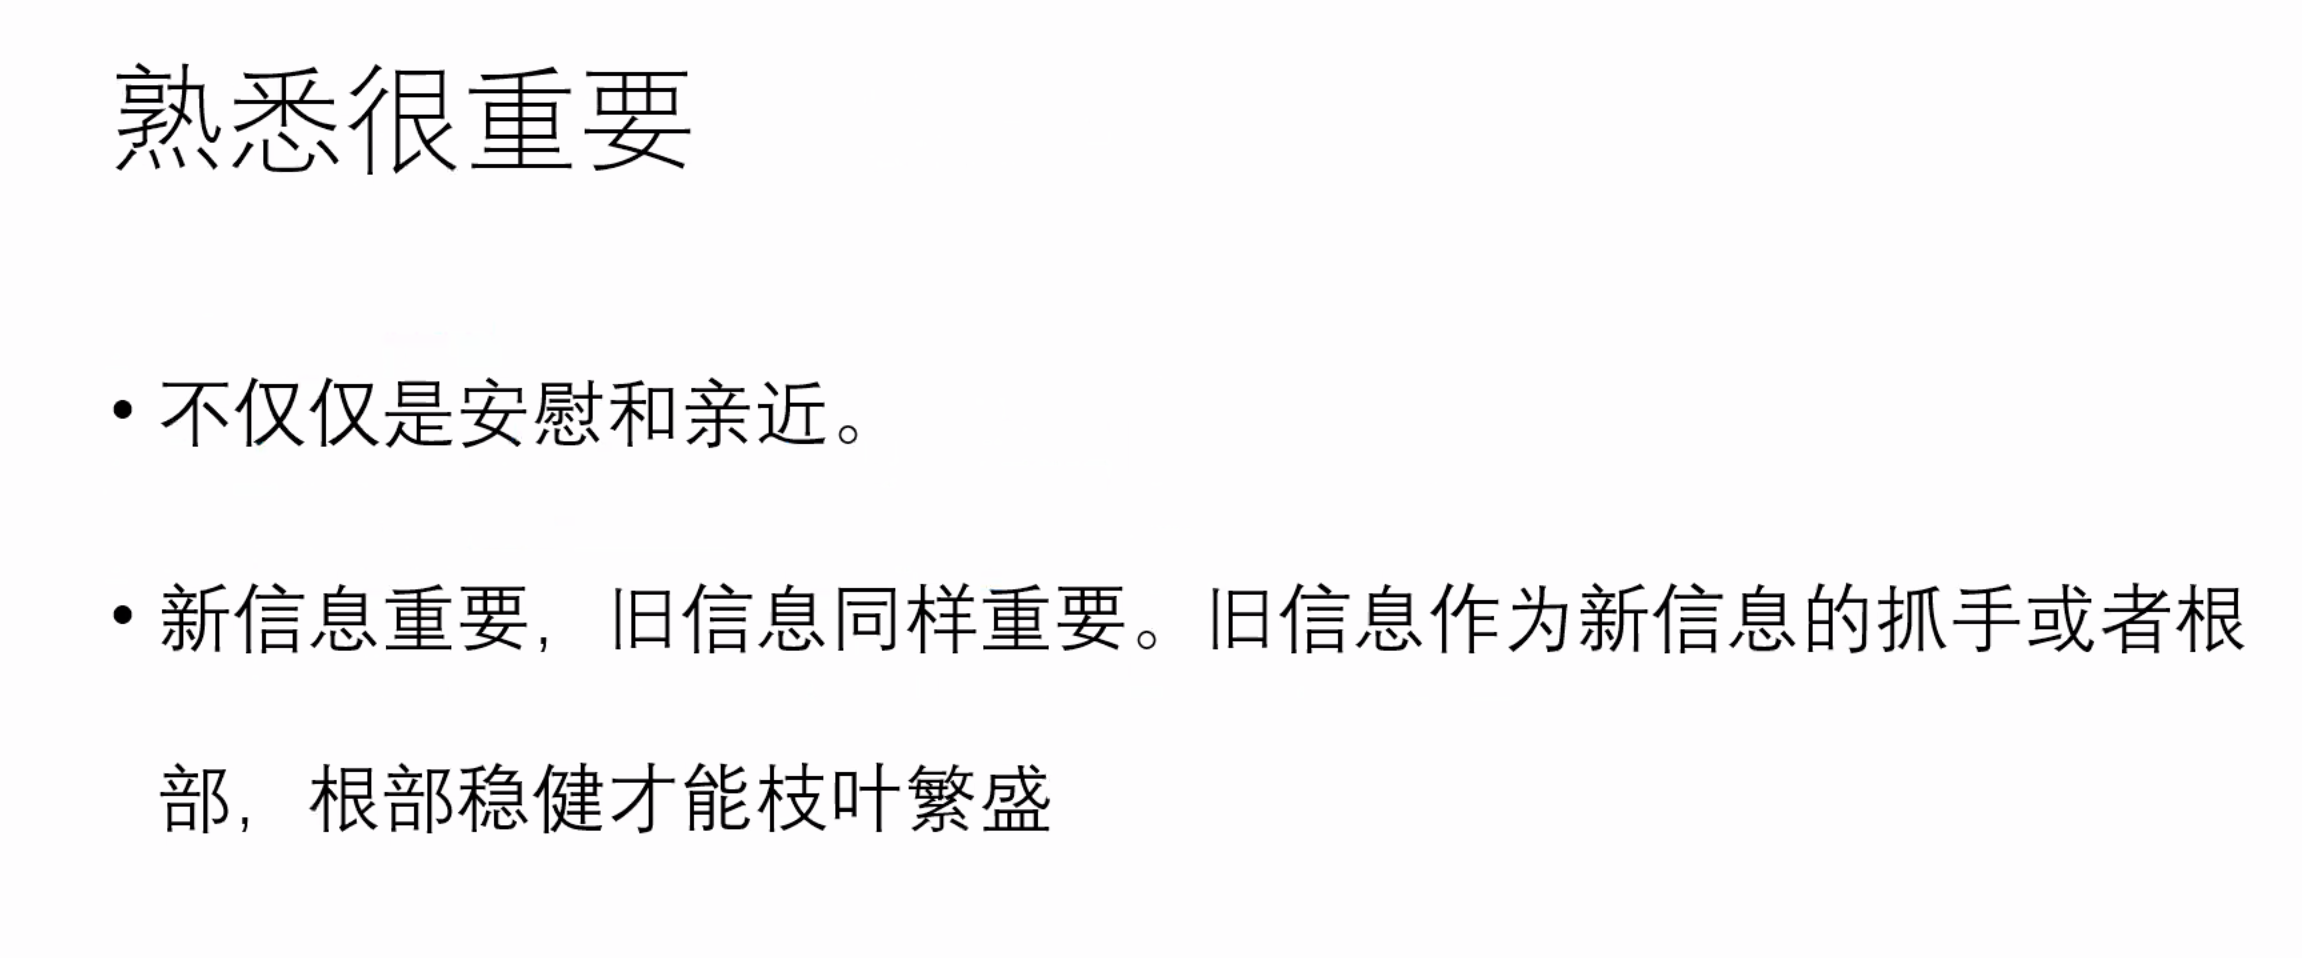 熟悉很重要
• 不仅仅是安慰和亲近。
• 新信息重要，旧信息同样重要。旧信息作为新信息的抓手或者根
部，根部稳健才能枝叶繁盛